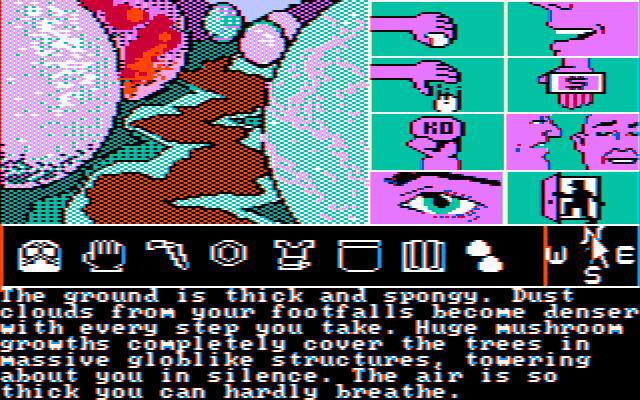 S
KO
N
W E
S
The ground is thick and spongy. Dust
clouds from your footfalls become denser
with every step you take. Huge mushroom
growths completely cover the trees in
massive globlike structures, towering
about you in silence. The air is so
thick you can hardly breathe.